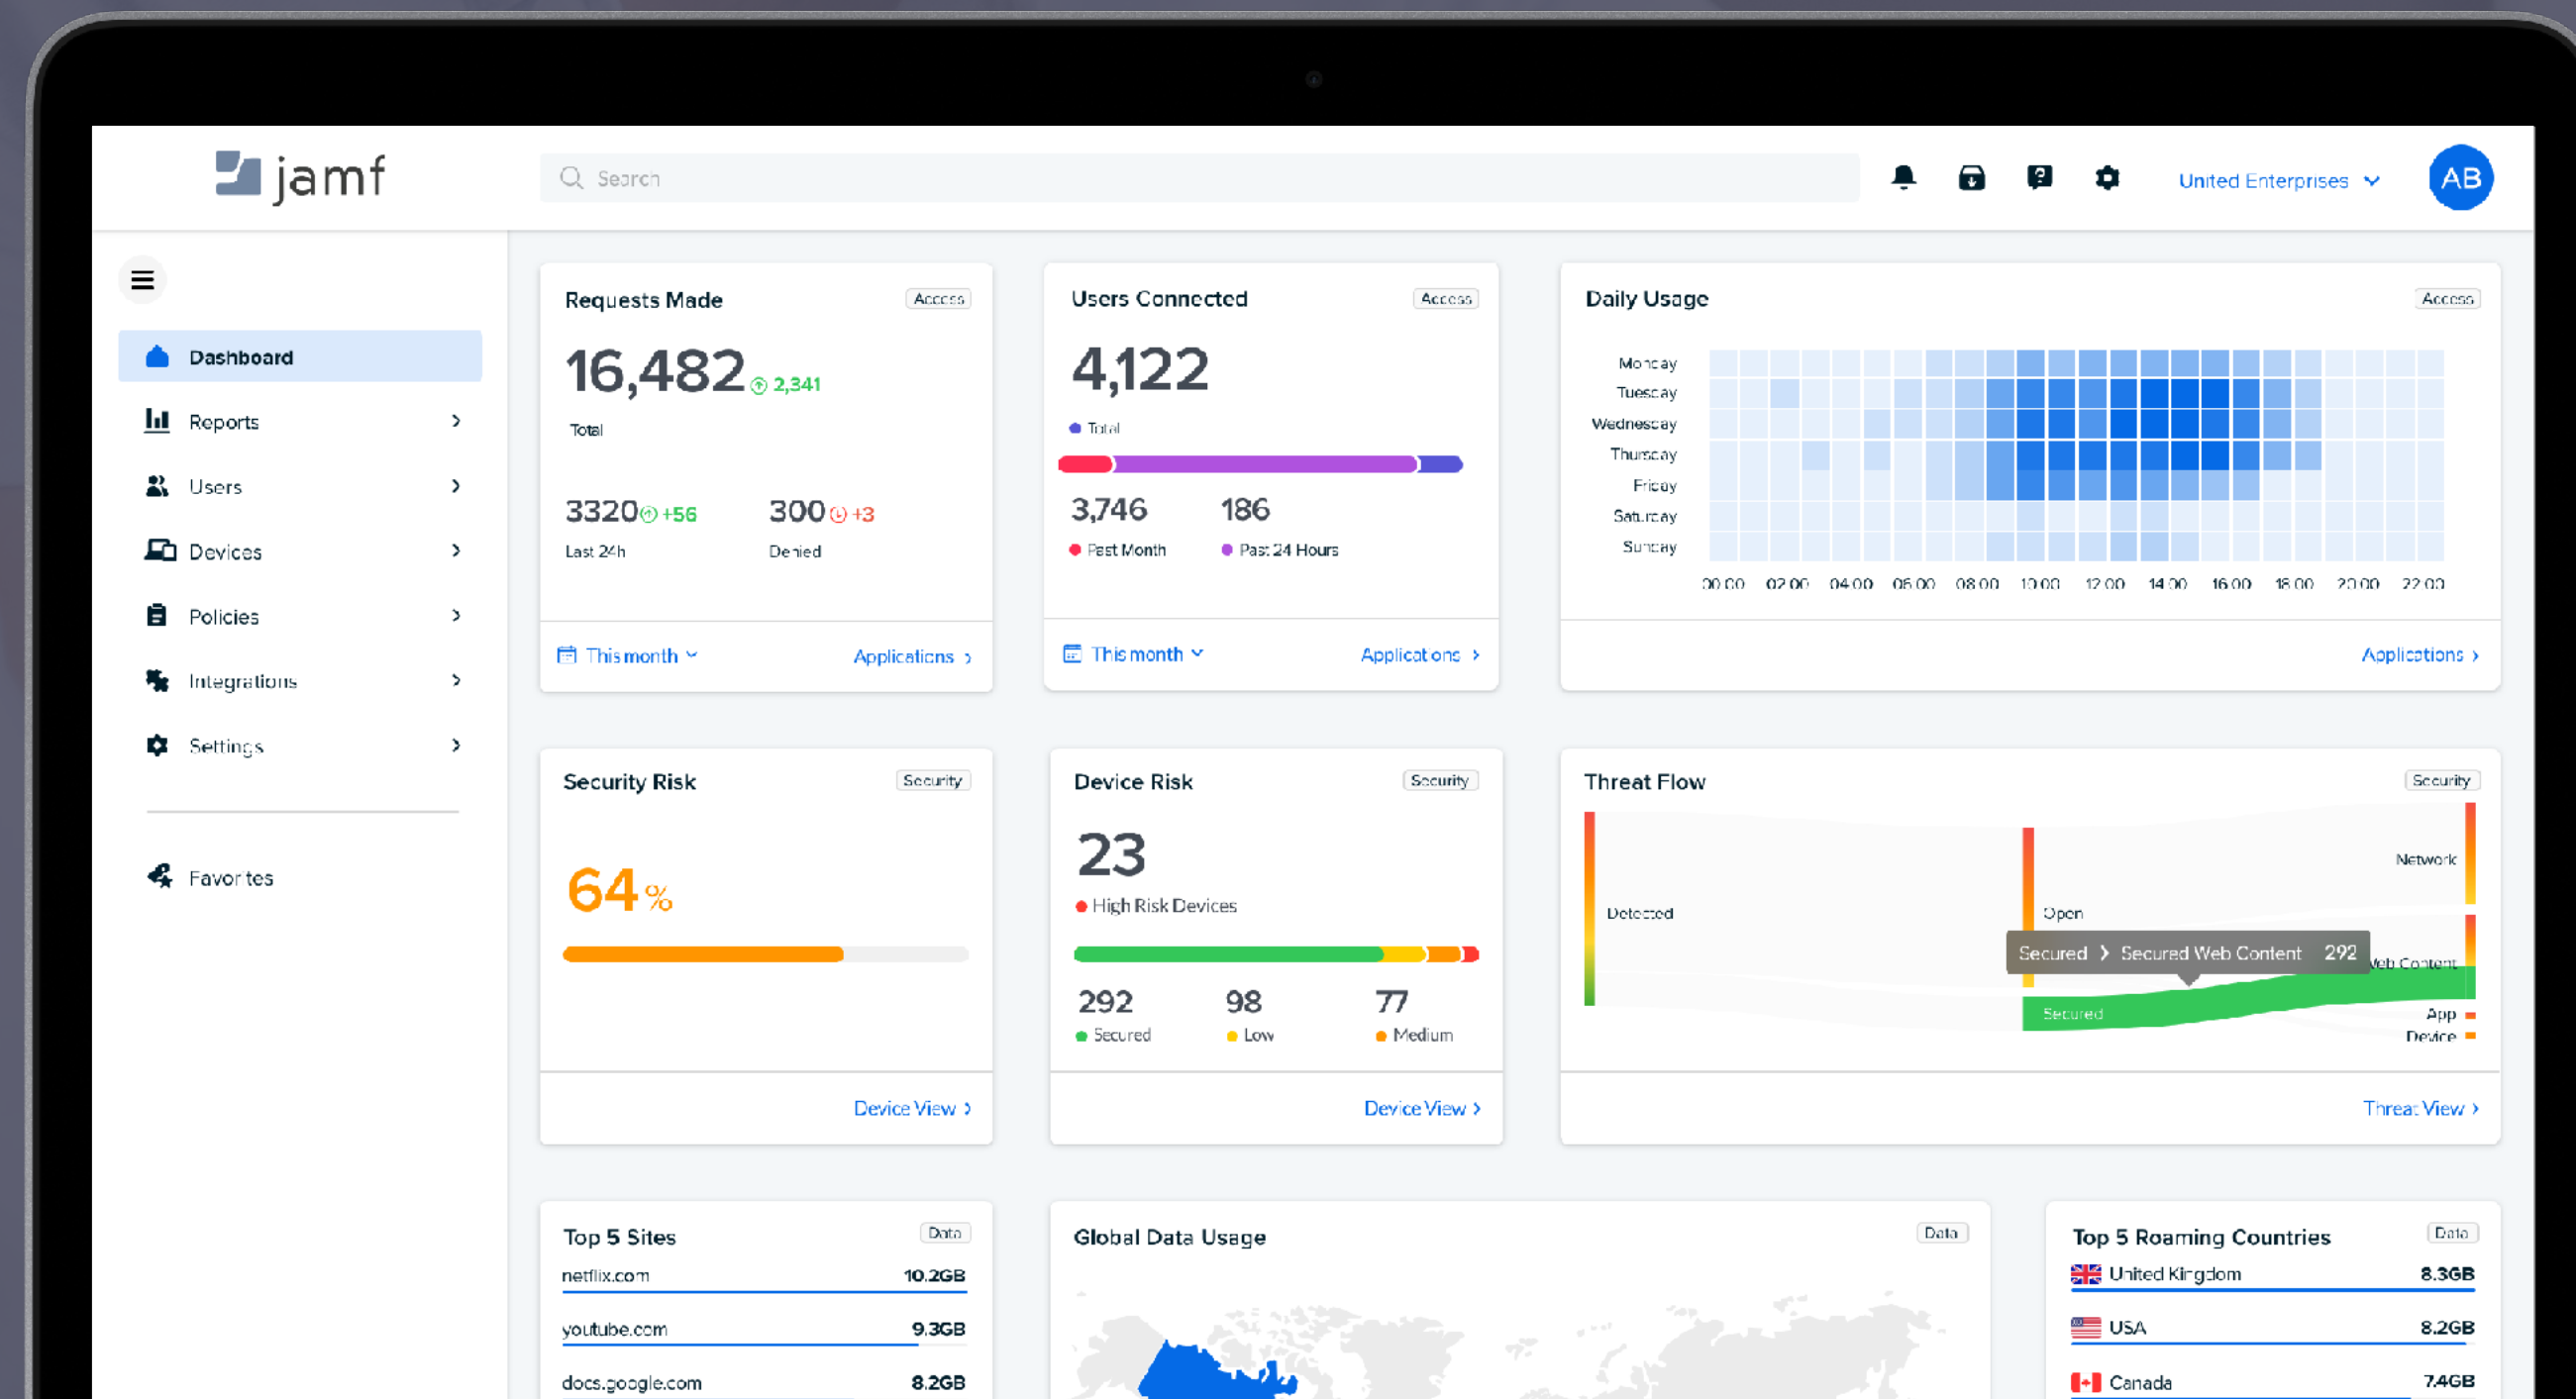 jamf
Search
United Enterprises
AB
Dashboard
Reports
Users
Devices
Policies
Integrations
Settings
Favorites
Requests Made
Access
16,482
2,341
Total
3320 +56
300 +3
Last 24h
Denied
This month
Applications
Users Connected
Access
4,122
Total
3,746
186
Past Month
Past 24 Hours
This month
Applications
Daily Usage
Access
Monday
Tuesday
Wednesday
Thursday
Friday
Saturday
Sunday
00:00 02:00 04:00 06:00 08:00 10:00 12:00 14:00 16:00 18:00 20:00 22:00
Applications
Security Risk
Security
64%
Device View
Device Risk
Security
23
High Risk Devices
292
98
77
Secured
Low
Medium
Device View
Threat Flow
Security
Network
Detected
Open
Secured > Secured Web Content 292
Web Content
Secured
App
Device
Threat View
Top 5 Sites
Data
netflix.com 10.2GB
youtube.com 9.3GB
docs.google.com 8.2GB
Global Data Usage
Data
Top 5 Roaming Countries
Data
United Kingdom 8.3GB
USA 8.2GB
Canada 7.4GB